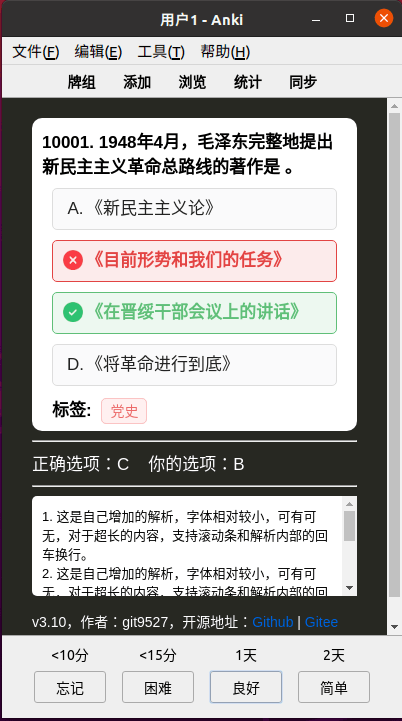 用户1 - Anki
文件(F) 编辑(E) 工具(T) 帮助(H)
牌组 添加 浏览 统计 同步
10001. 1948年4月，毛泽东完整地提出
新民主主义革命总路线的著作是 。
A.《新民主主义论》
《目前形势和我们的任务》
《在晋绥干部会议上的讲话》
D.《将革命进行到底》
标签: 党史
正确选项：C 你的选项：B
1. 这是自己增加的解析，字体相对较小，可有可
无，对于超长的内容，支持滚动条和解析内部的回
车换行。
2. 这是自己增加的解析，字体相对较小，可有可
无，对于超长的内容，支持滚动条和解析内部的回
v3.10，作者：git9527，开源地址：Github | Gitee
<10分 <15分 1天 2天
忘记 困难 良好 简单